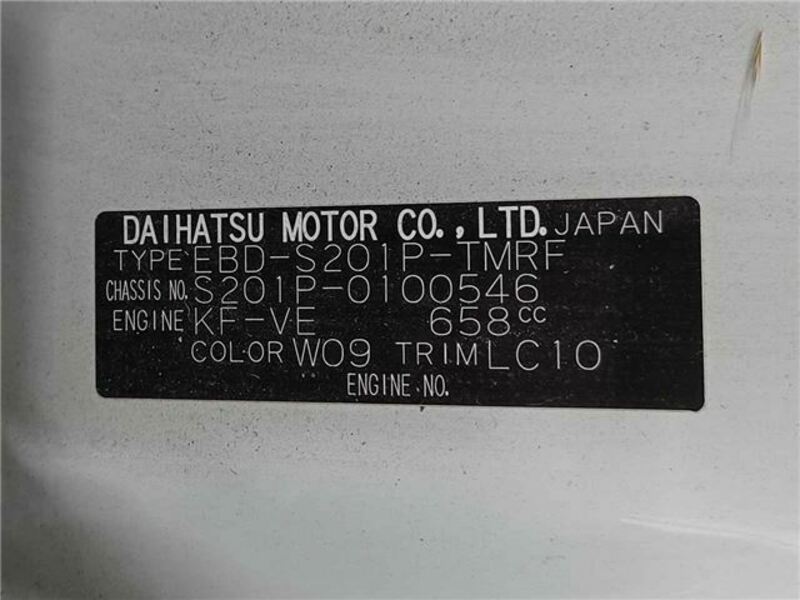 DAIHATSU MOTOR CO.,LTD. JAPAN
TYPE EBD-S201P-TMRF
CHASSIS NO. S201P-0100546
ENGINE KF-VE 658cc
COLOR W09 TRIM LC10
ENGINE NO.